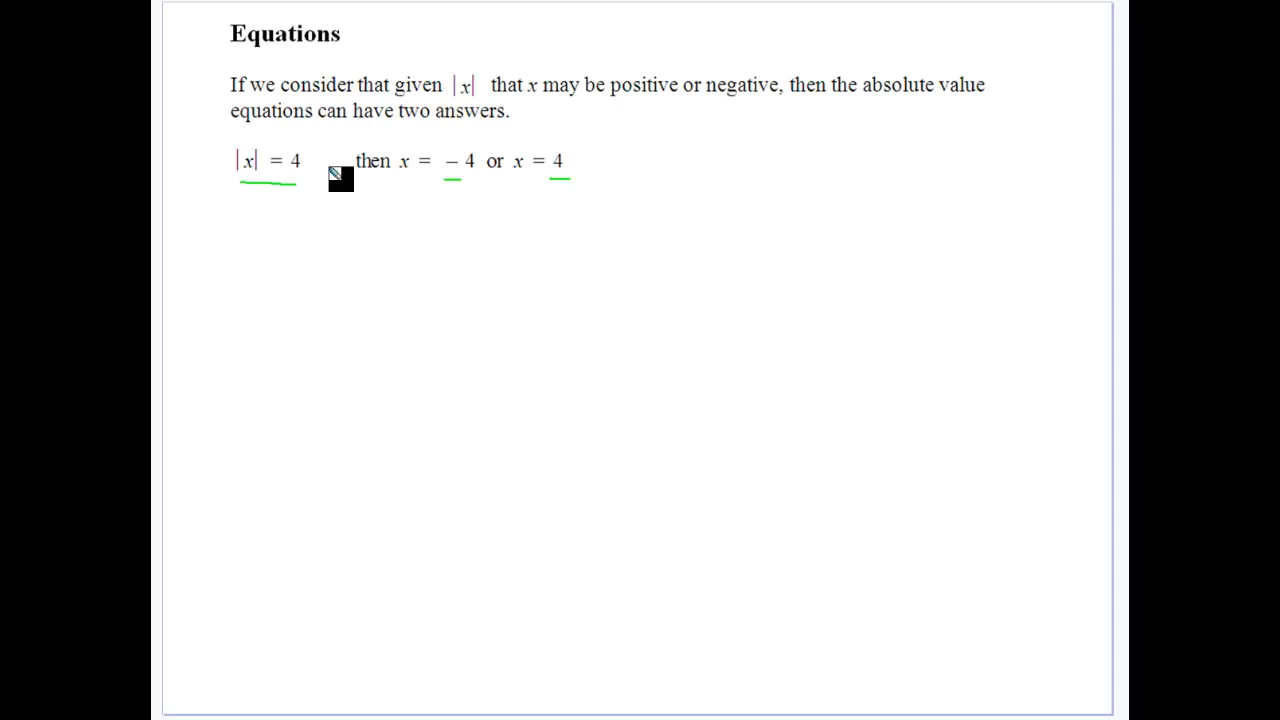 Equations
If we consider that given |x| that x may be positive or negative, then the absolute value
equations can have two answers.
|x| = 4 then x = − 4 or x = 4